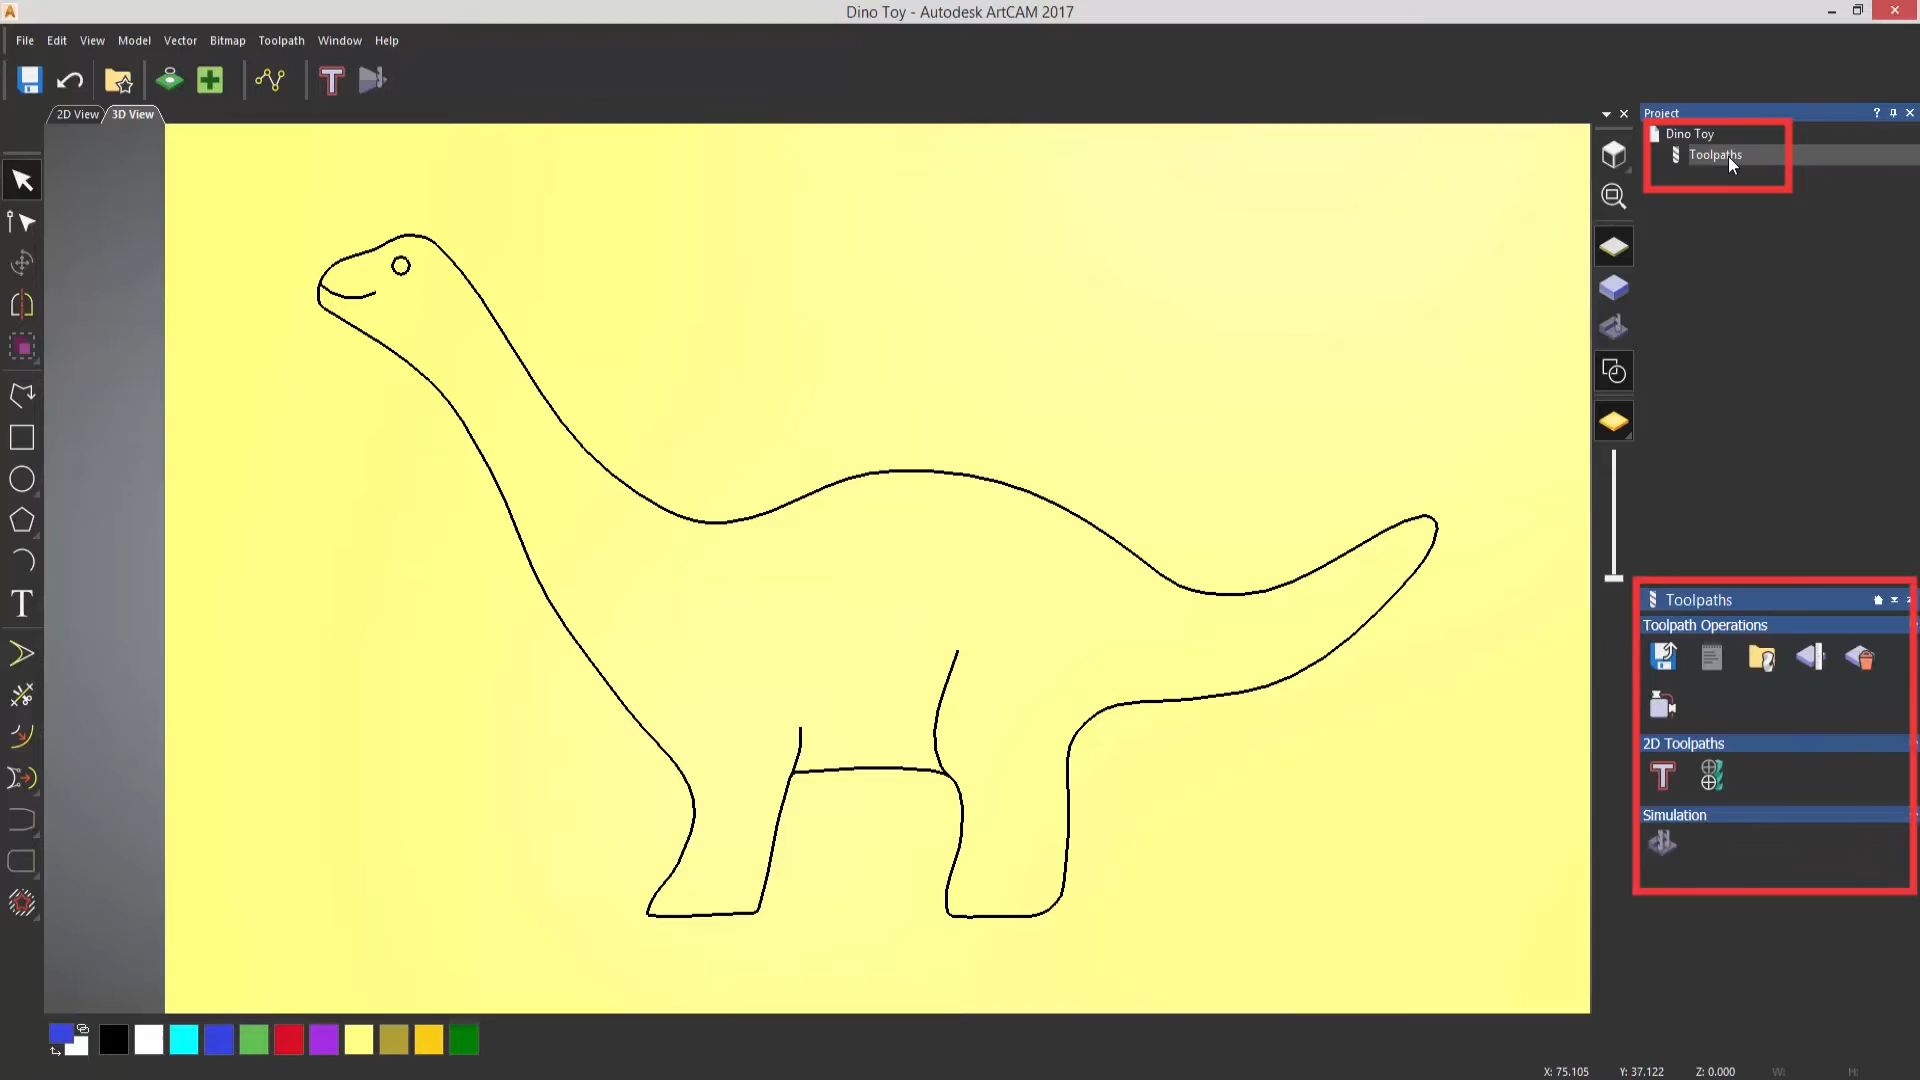 Dino Toy - Autodesk ArtCAM 2017
File Edit View Model Vector Bitmap Toolpath Window Help
2D View 3D View
Project
Dino Toy
Toolpaths
Toolpaths
Toolpath Operations
2D Toolpaths
Simulation
X: 75.105 Y: 37.122 Z: 0.000 W: H: